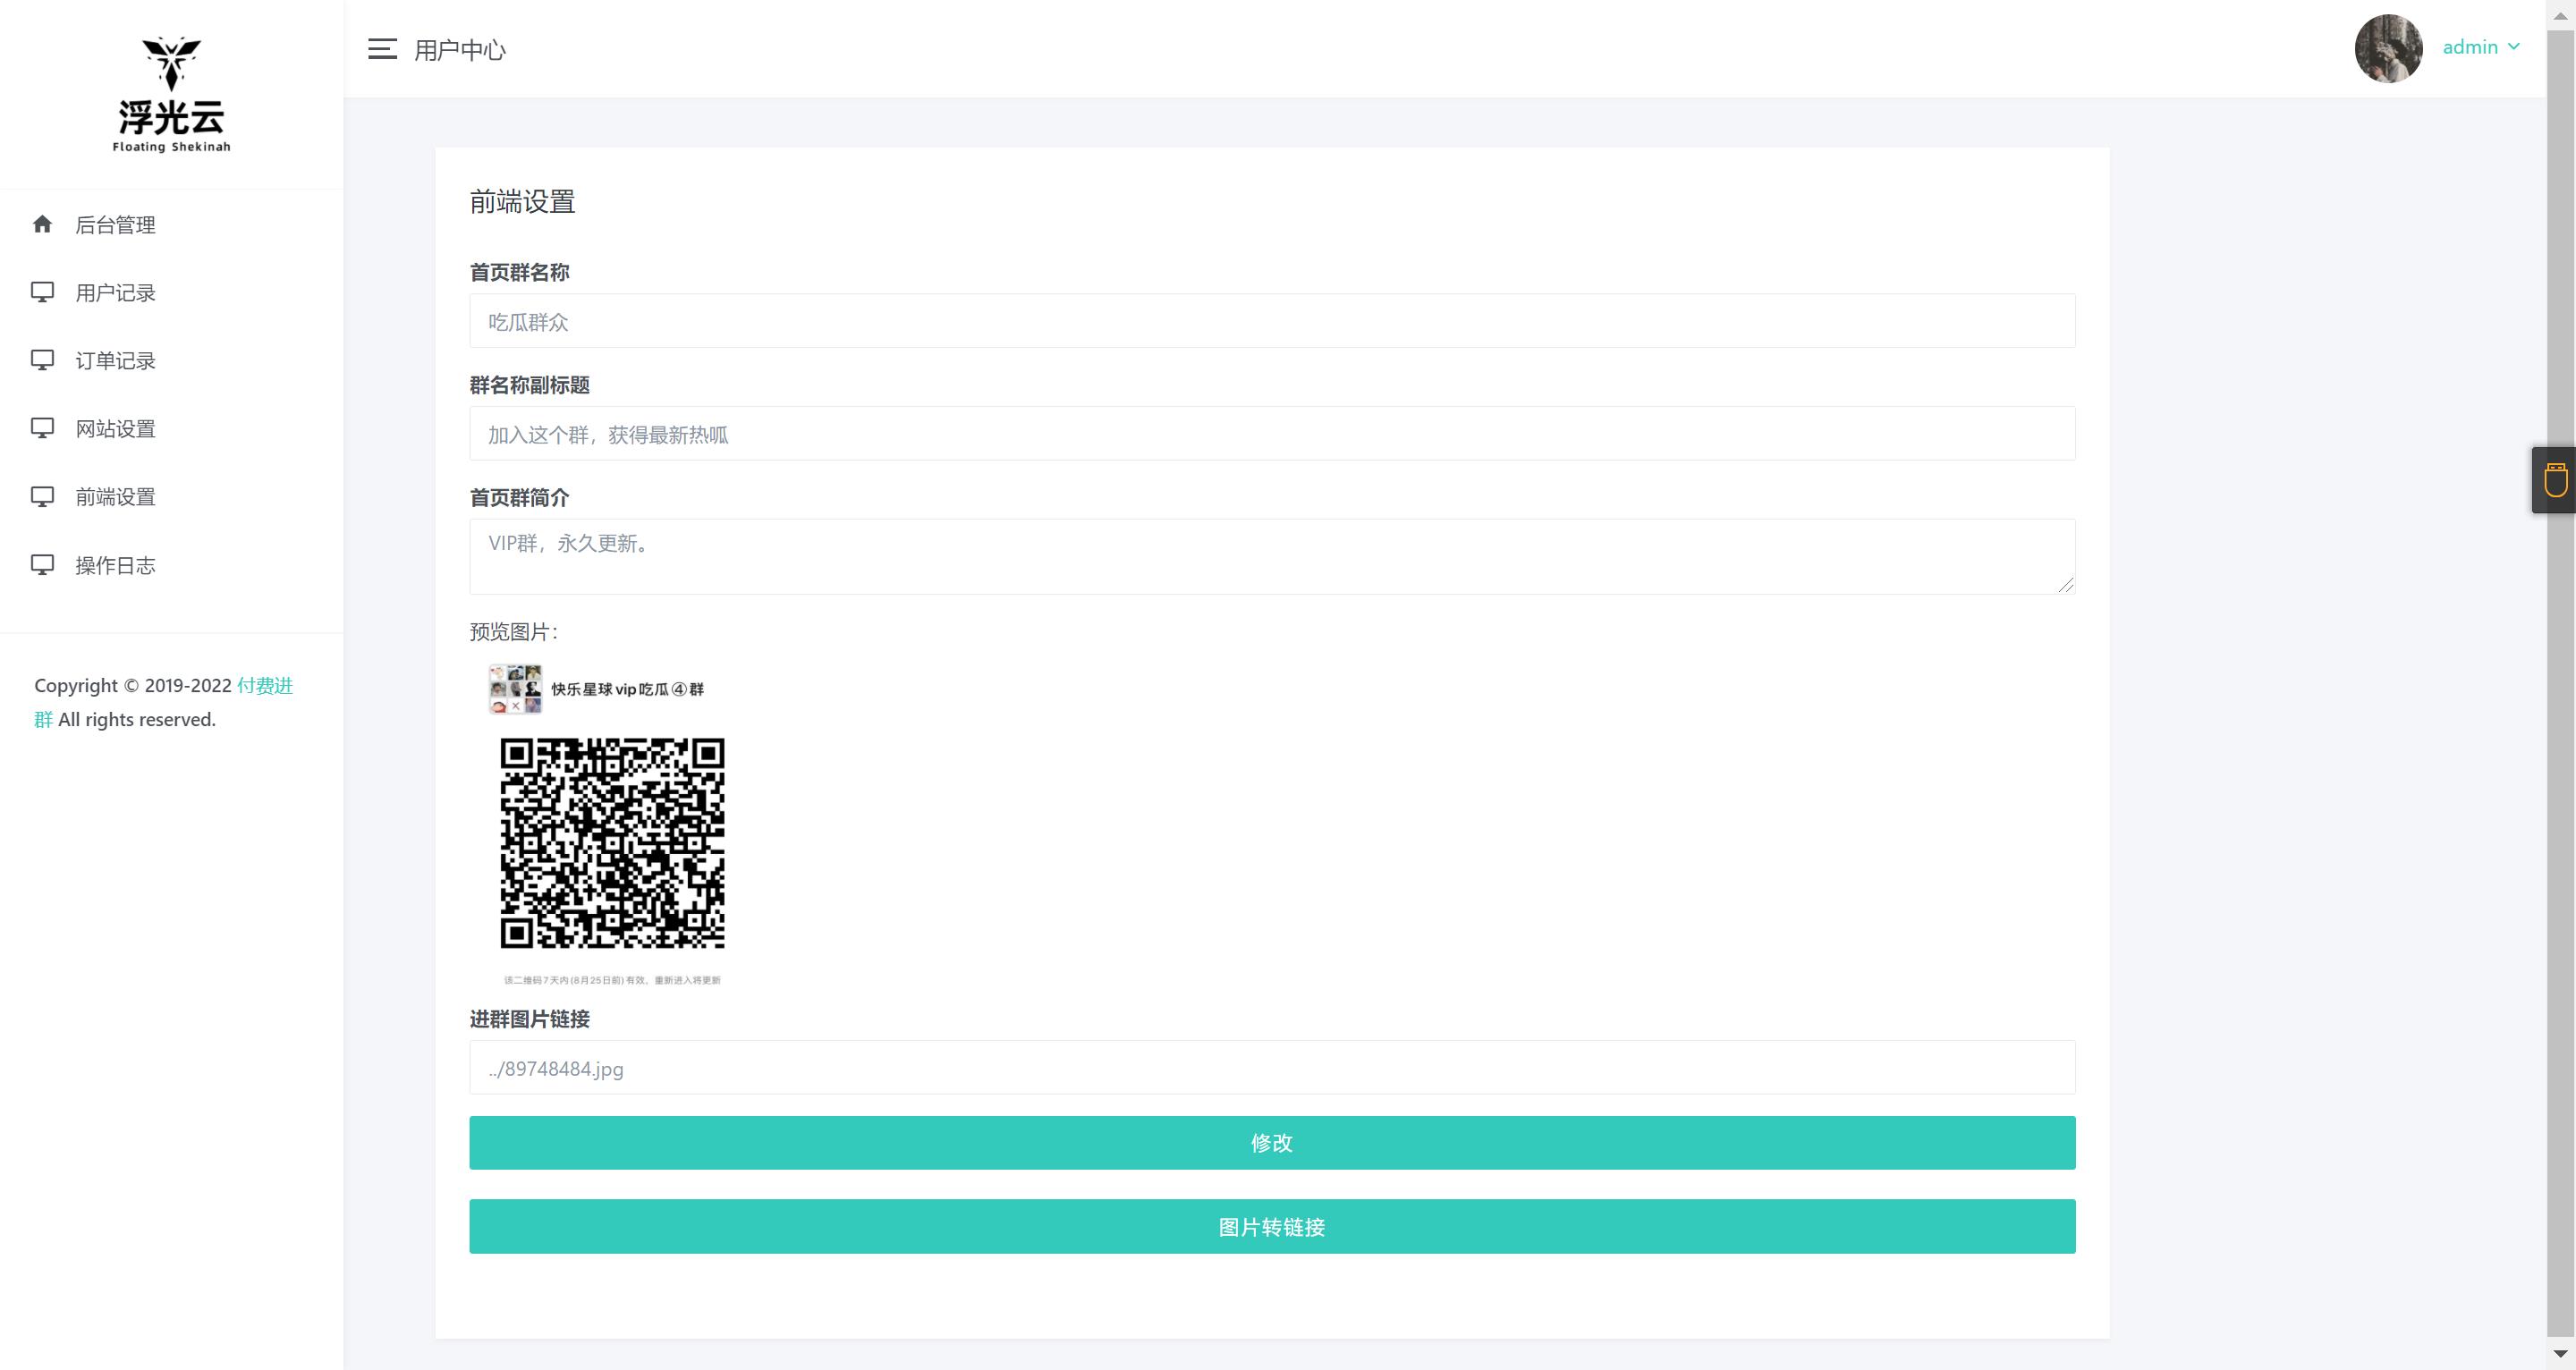 浮光云
Floating Shekinah
用户中心
admin
后台管理
用户记录
订单记录
网站设置
前端设置
操作日志
Copyright © 2019-2022 付费进
群 All rights reserved.
前端设置
首页群名称
吃瓜群众
群名称副标题
加入这个群，获得最新热呱
首页群简介
VIP群，永久更新。
预览图片：
快乐星球vip吃瓜④群
该二维码7天内(8月25日前)有效、重新进入将更新
进群图片链接
../89748484.jpg
修改
图片转链接